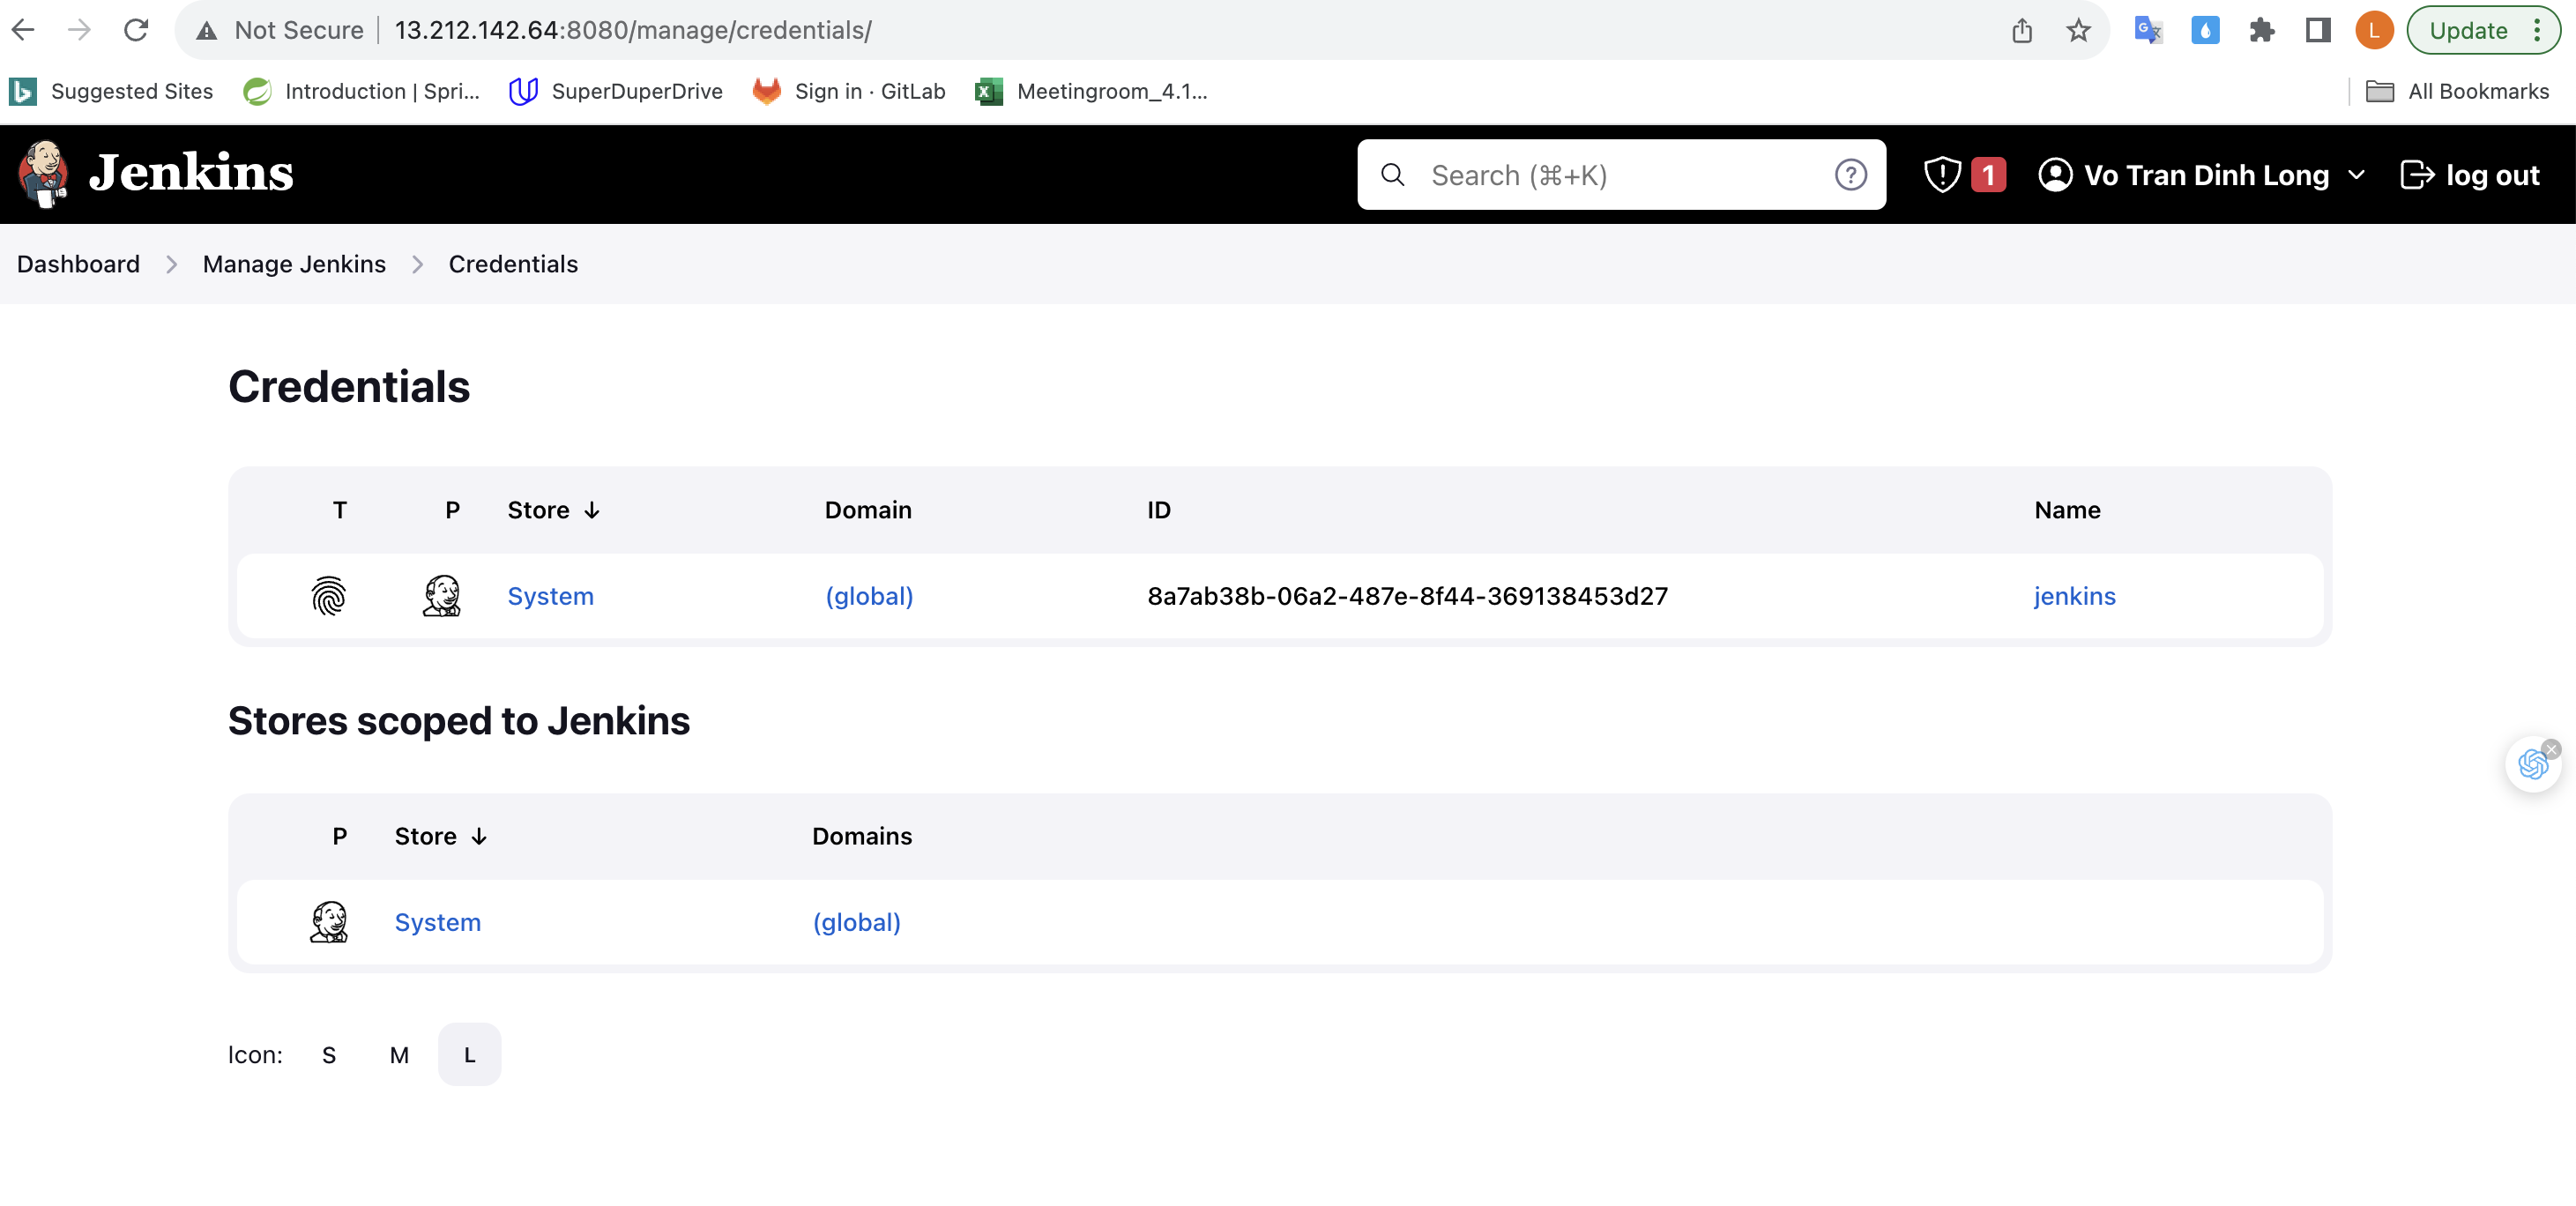 Not Secure 13.212.142.64:8080/manage/credentials/ L Update
Suggested Sites Introduction | Spri... SuperDuperDrive Sign in · GitLab Meetingroom_4.1... All Bookmarks
Jenkins Search (⌘+K) ? 1 Vo Tran Dinh Long log out
Dashboard Manage Jenkins Credentials
Credentials
T P Store ↓ Domain ID Name
System (global) 8a7ab38b-06a2-487e-8f44-369138453d27 jenkins
Stores scoped to Jenkins
P Store ↓ Domains
System (global)
Icon: S M L